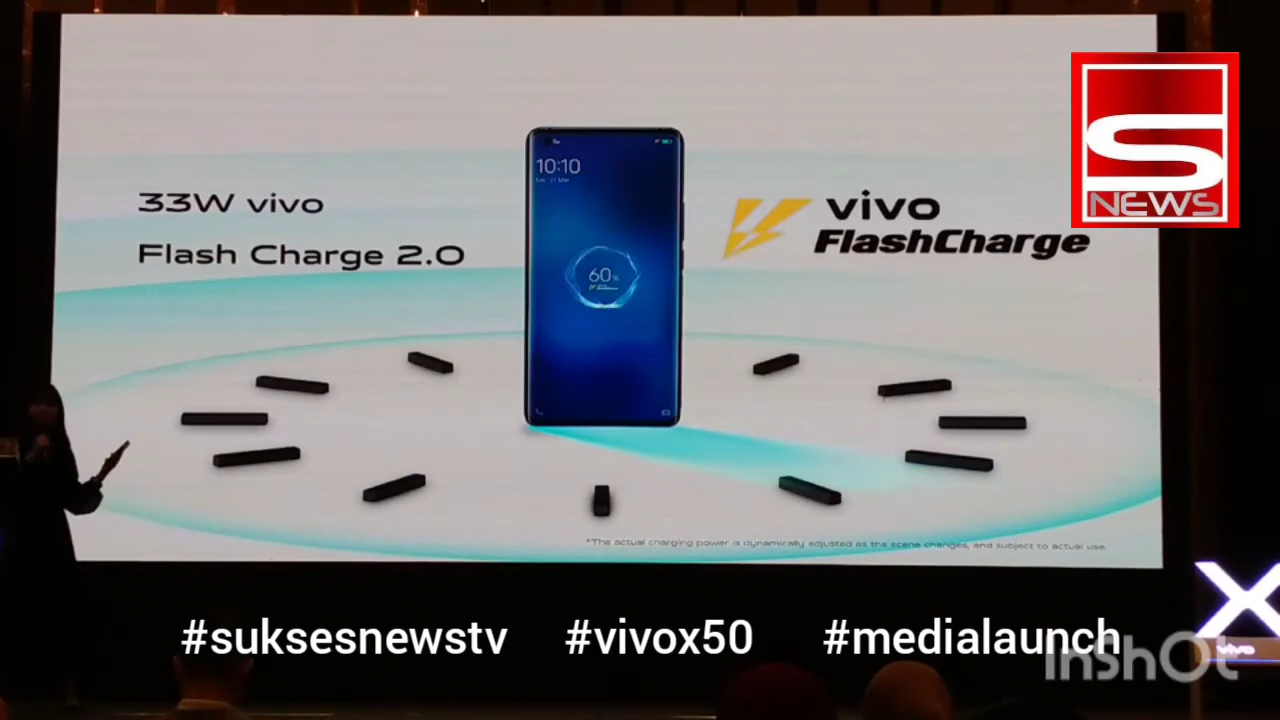 33W vivo
Flash Charge 2.0
10:10
60%
vivo
FlashCharge
S
NEWS
*The actual charging power is dynamically adjusted as the scene changes, and subject to actual use.
#suksesnewstv #vivox50 #medialaunch
X
vivo
InShOt